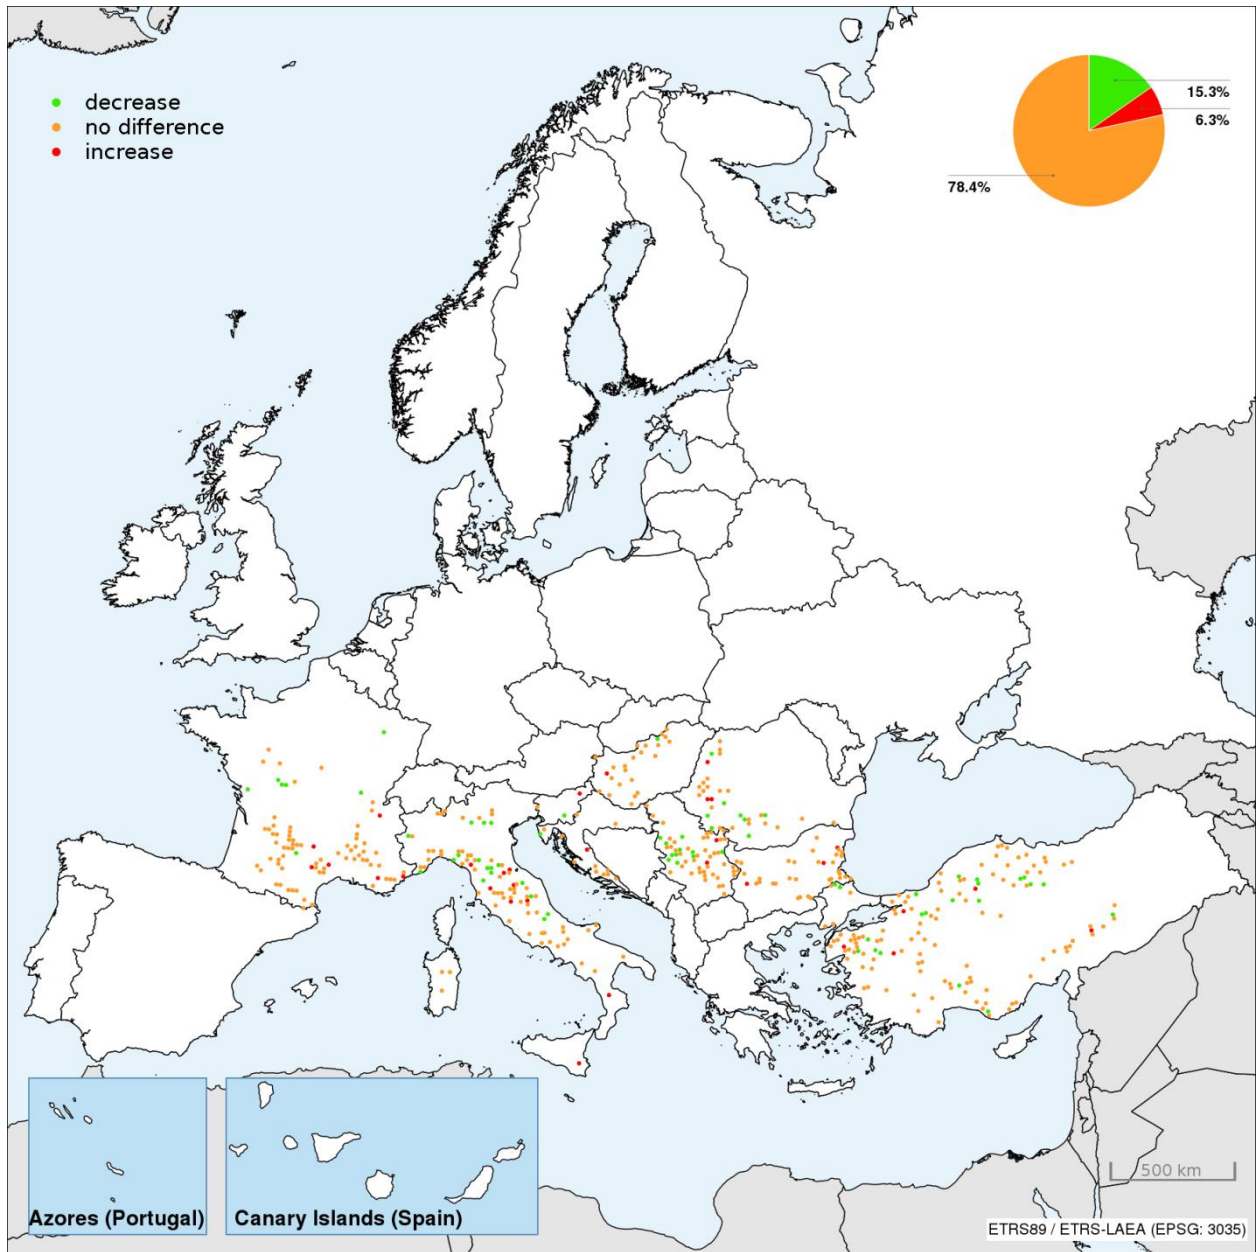 decrease
no difference
increase
15.3%
6.3%
78.4%
500 km
Azores (Portugal)
Canary Islands (Spain)
ETRS89 / ETRS-LAEA (EPSG: 3035)